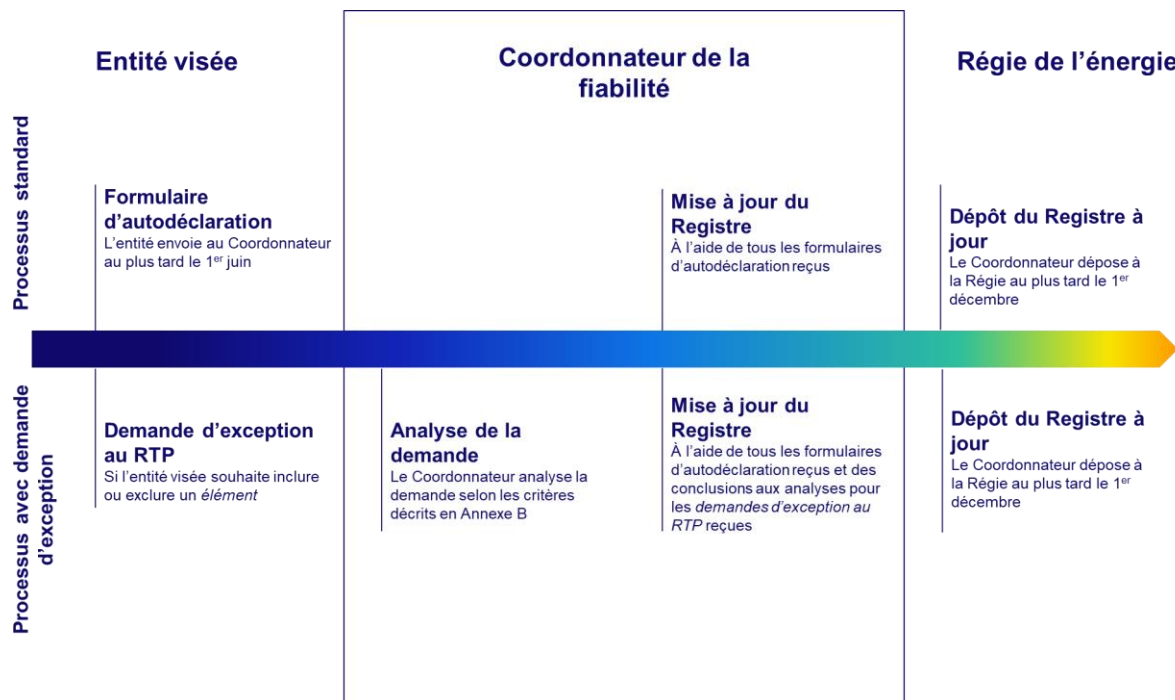 Entité visée
Coordonnateur de la
fiabilité
Régie de l'énergie
Processus standard
Formulaire
d'autodéclaration
L'entité envoie au Coordonnateur
au plus tard le 1er juin
Mise à jour du
Registre
À l'aide de tous les formulaires
d'autodéclaration reçus
Dépôt du Registre à
jour
Le Coordonnateur dépose à
la Régie au plus tard le 1er
décembre
Processus avec demande
d'exception
Demande d'exception
au RTP
Si l'entité visée souhaite inclure
ou exclure un élément
Analyse de la
demande
Le Coordonnateur analyse la
demande selon les critères
décrits en Annexe B
Mise à jour du
Registre
À l'aide de tous les formulaires
d'autodéclaration reçus et des
conclusions aux analyses pour
les demandes d'exception au
RTP reçues
Dépôt du Registre à
jour
Le Coordonnateur dépose à
la Régie au plus tard le 1er
décembre